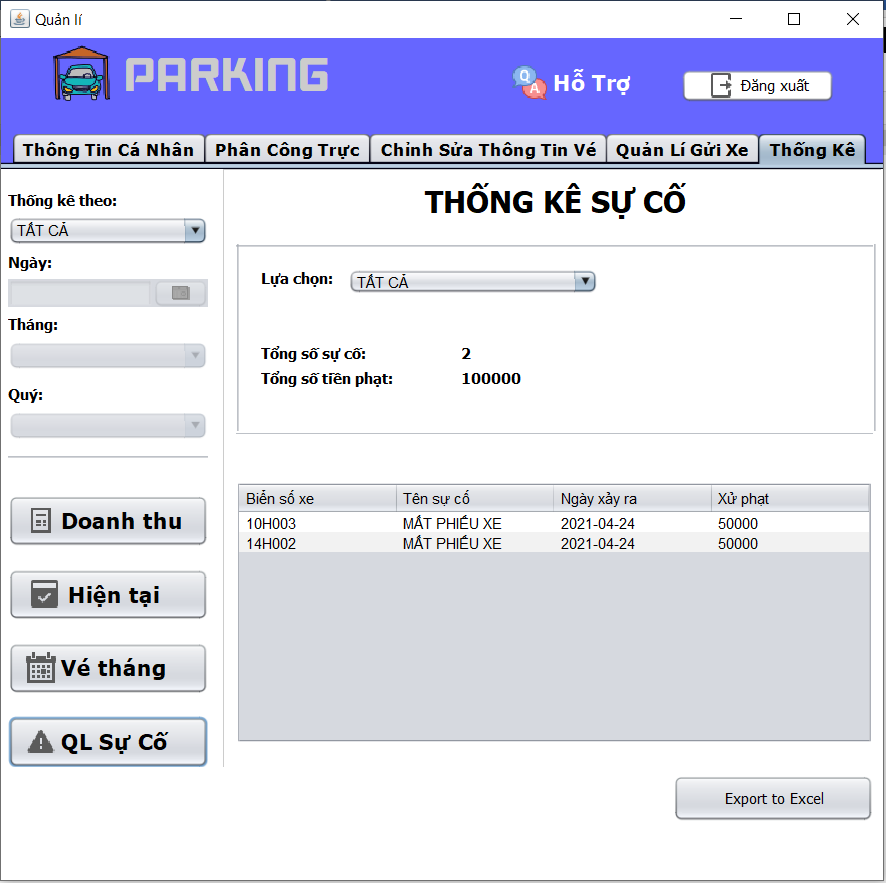 Quản lí
PARKING
Q A
Hỗ Trợ
Đăng xuất
Thông Tin Cá Nhân
Phân Công Trực
Chỉnh Sửa Thông Tin Vé
Quản Lí Gửi Xe
Thống Kê
Thống kê theo:
TẤT CẢ
Ngày:
Tháng:
Quý:
Doanh thu
Hiện tại
Vé tháng
QL Sự Cố
THỐNG KÊ SỰ CỐ
Lựa chọn: TẤT CẢ
Tổng số sự cố: 2
Tổng số tiền phạt: 100000
Biển số xe Tên sự cố Ngày xảy ra Xử phạt
10H003 MẤT PHIẾU XE 2021-04-24 50000
14H002 MẤT PHIẾU XE 2021-04-24 50000
Export to Excel